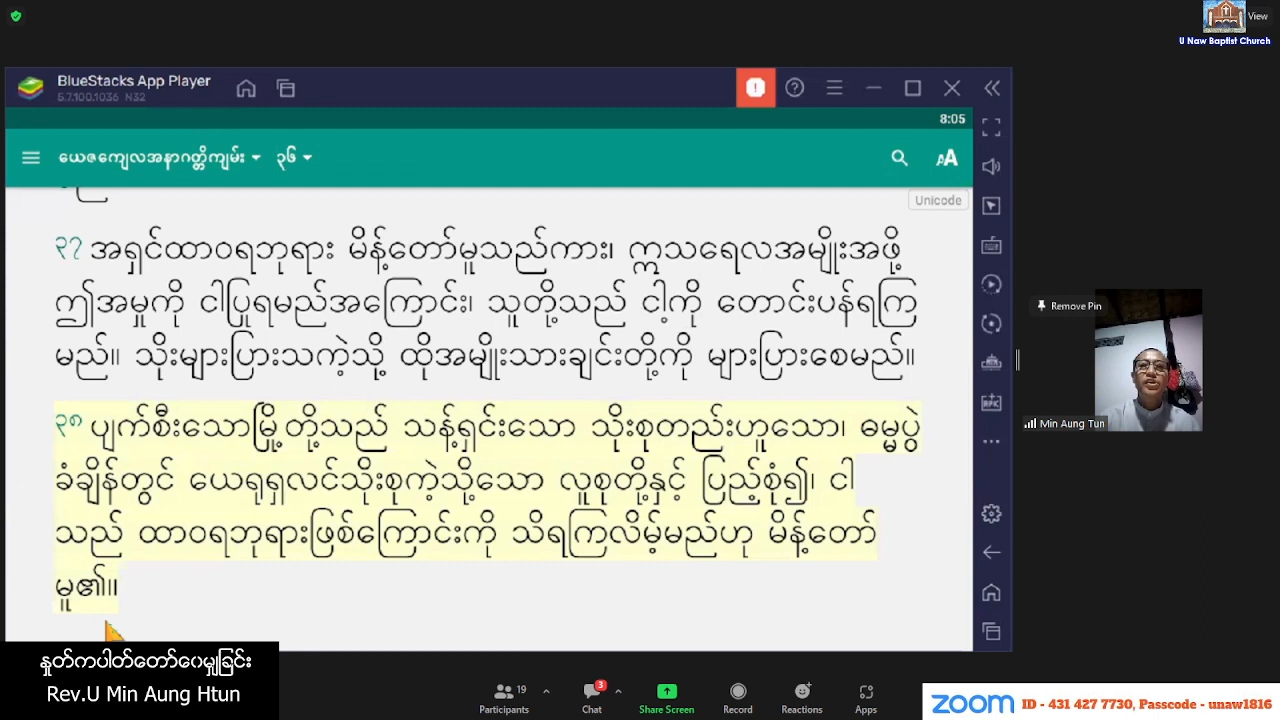 View
U Naw Baptist Church
BlueStacks App Player
5.7.100.1036 N32
8:05
ယေဇကျေလအနာဂတ္တိကျမ်း ၃၆
AA
Unicode
၃၇ အရှင်ထာဝရဘုရား မိန့်တော်မူသည်ကား၊ ဣသရေလအမျိုးအဖို့
ဤအမှုကို ငါပြုရမည်အကြောင်း၊ သူတို့သည် ငါ့ကို တောင်းပန်ရကြ
မည်။ သိုးများပြားသကဲ့သို့ ထိုအမျိုးသားချင်းတို့ကို များပြားစေမည်။
၃၈ ပျက်စီးသောမြို့တို့သည် သန့်ရှင်းသော သိုးစုတည်းဟူသော၊ ဓမ္မပွဲ
ခံချိန်တွင် ယေရုရှလင်သိုးစုကဲ့သို့သော လူစုတို့နှင့် ပြည့်စုံ၍၊ ငါ
သည် ထာဝရဘုရားဖြစ်ကြောင်းကို သိရကြလိမ့်မည်ဟု မိန့်တော်
မူ၏။
Remove Pin
Min Aung Tun
နှုတ်ကပါတ်တော်ဝေမျှခြင်း
Rev.U Min Aung Htun
19
3
Participants
Chat
Share Screen
Record
Reactions
Apps
zoom ID - 431 427 7730, Passcode - unaw1816